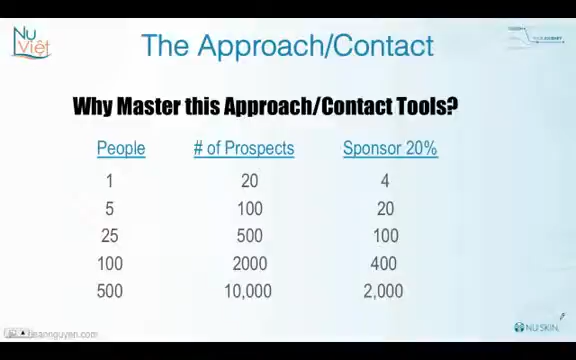 Nu
Việt
The Approach/Contact
Why Master this Approach/Contact Tools?
People # of Prospects Sponsor 20%
1 20 4
5 100 20
25 500 100
100 2000 400
500 10,000 2,000
NU SKIN